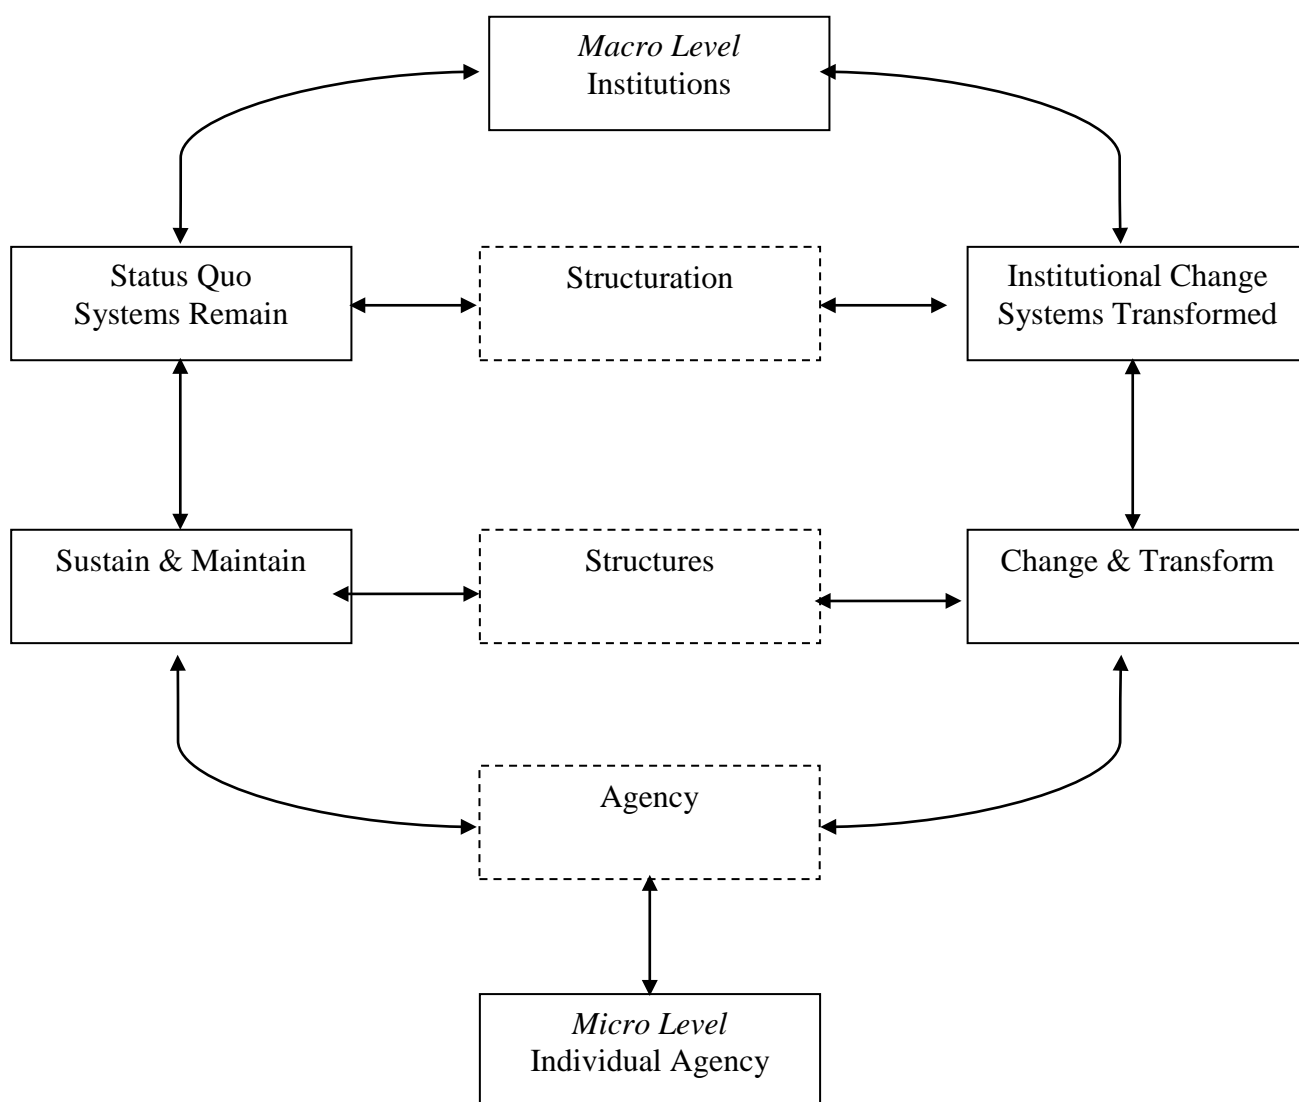 Macro Level
Institutions
Status Quo
Systems Remain
Structuration
Institutional Change
Systems Transformed
Sustain & Maintain
Structures
Change & Transform
Agency
Micro Level
Individual Agency